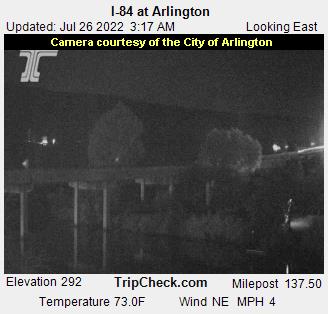 I-84 at Arlington
Updated: Jul 26 2022 3:17 AM Looking East
Camera courtesy of the City of Arlington
Elevation 292 TripCheck.com Milepost 137.50
Temperature 73.0F Wind NE MPH 4